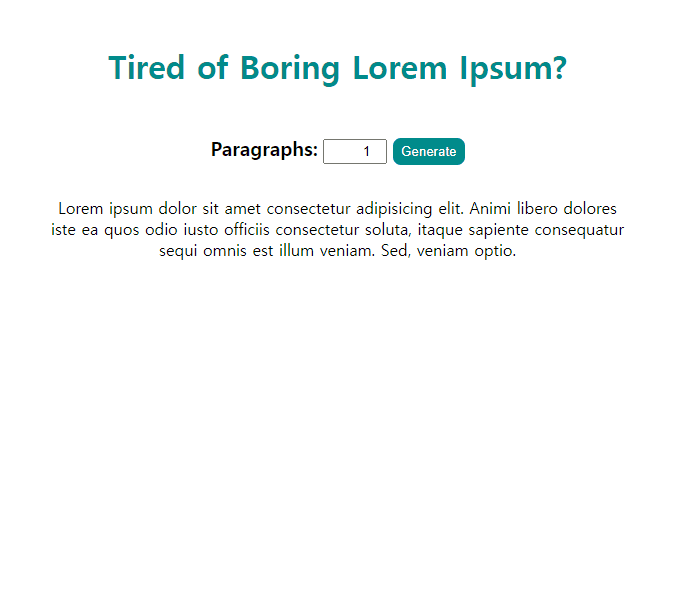 Tired of Boring Lorem Ipsum?
Paragraphs: 1 Generate
Lorem ipsum dolor sit amet consectetur adipisicing elit. Animi libero dolores
iste ea quos odio iusto officiis consectetur soluta, itaque sapiente consequatur
sequi omnis est illum veniam. Sed, veniam optio.